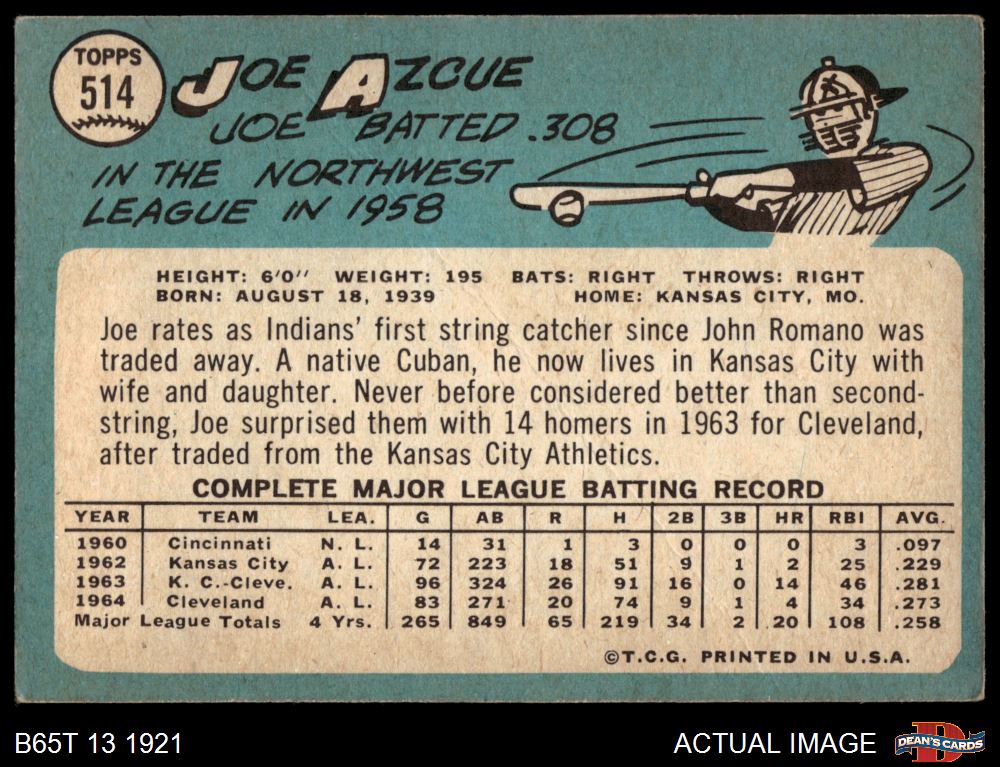 TOPPS
514
JOE AZCUE
JOE BATTED .308
IN THE NORTHWEST
LEAGUE IN 1958
HEIGHT: 6'0" WEIGHT: 195 BATS: RIGHT THROWS: RIGHT
BORN: AUGUST 18, 1939 HOME: KANSAS CITY, MO.
Joe rates as Indians' first string catcher since John Romano was
traded away. A native Cuban, he now lives in Kansas City with
wife and daughter. Never before considered better than second-
string, Joe surprised them with 14 homers in 1963 for Cleveland,
after traded from the Kansas City Athletics.
COMPLETE MAJOR LEAGUE BATTING RECORD
YEAR TEAM LEA. G AB R H 2B 3B HR RBI AVG.
1960 Cincinnati N. L. 14 31 1 3 0 0 0 3 .097
1962 Kansas City A. L. 72 223 18 51 9 1 2 25 .229
1963 K. C.-Cleve. A. L. 96 324 26 91 16 0 14 46 .281
1964 Cleveland A. L. 83 271 20 74 9 1 4 34 .273
Major League Totals 4 Yrs. 265 849 65 219 34 2 20 108 .258
©T.C.G. PRINTED IN U.S.A.
B65T 13 1921 ACTUAL IMAGE DEAN'S CARDS